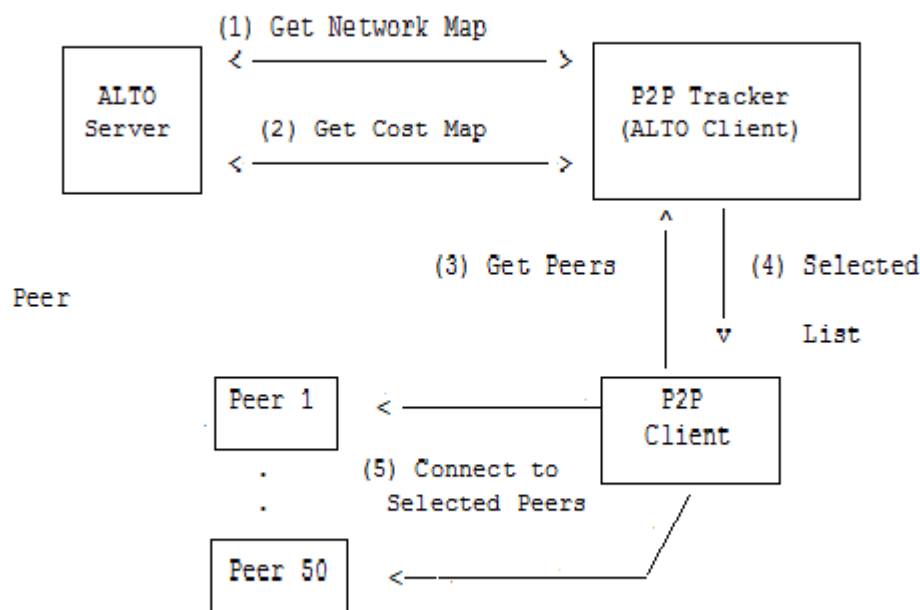 (1) Get Network Map
ALTO
Server
P2P Tracker
(ALTO Client)
(2) Get Cost Map
(3) Get Peers
(4) Selected
Peer
List
Peer 1
P2P
Client
.
(5) Connect to
.
Selected Peers
Peer 50